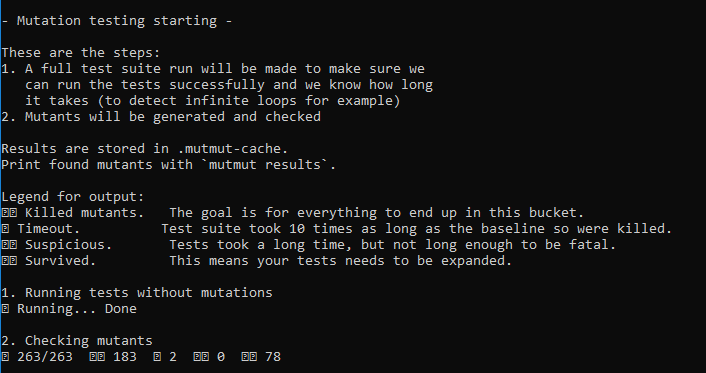 - Mutation testing starting -
These are the steps:
1. A full test suite run will be made to make sure we
can run the tests successfully and we know how long
it takes (to detect infinite loops for example)
2. Mutants will be generated and checked
Results are stored in .mutmut-cache.
Print found mutants with `mutmut results`.
Legend for output:
⍰⍰ Killed mutants.   The goal is for everything to end up in this bucket.
⍰ Timeout.          Test suite took 10 times as long as the baseline so were killed.
⍰⍰ Suspicious.       Tests took a long time, but not long enough to be fatal.
⍰⍰ Survived.         This means your tests needs to be expanded.
1. Running tests without mutations
⍰ Running... Done
2. Checking mutants
⍰ 263/263  ⍰⍰ 183  ⍰ 2  ⍰⍰ 0  ⍰⍰ 78